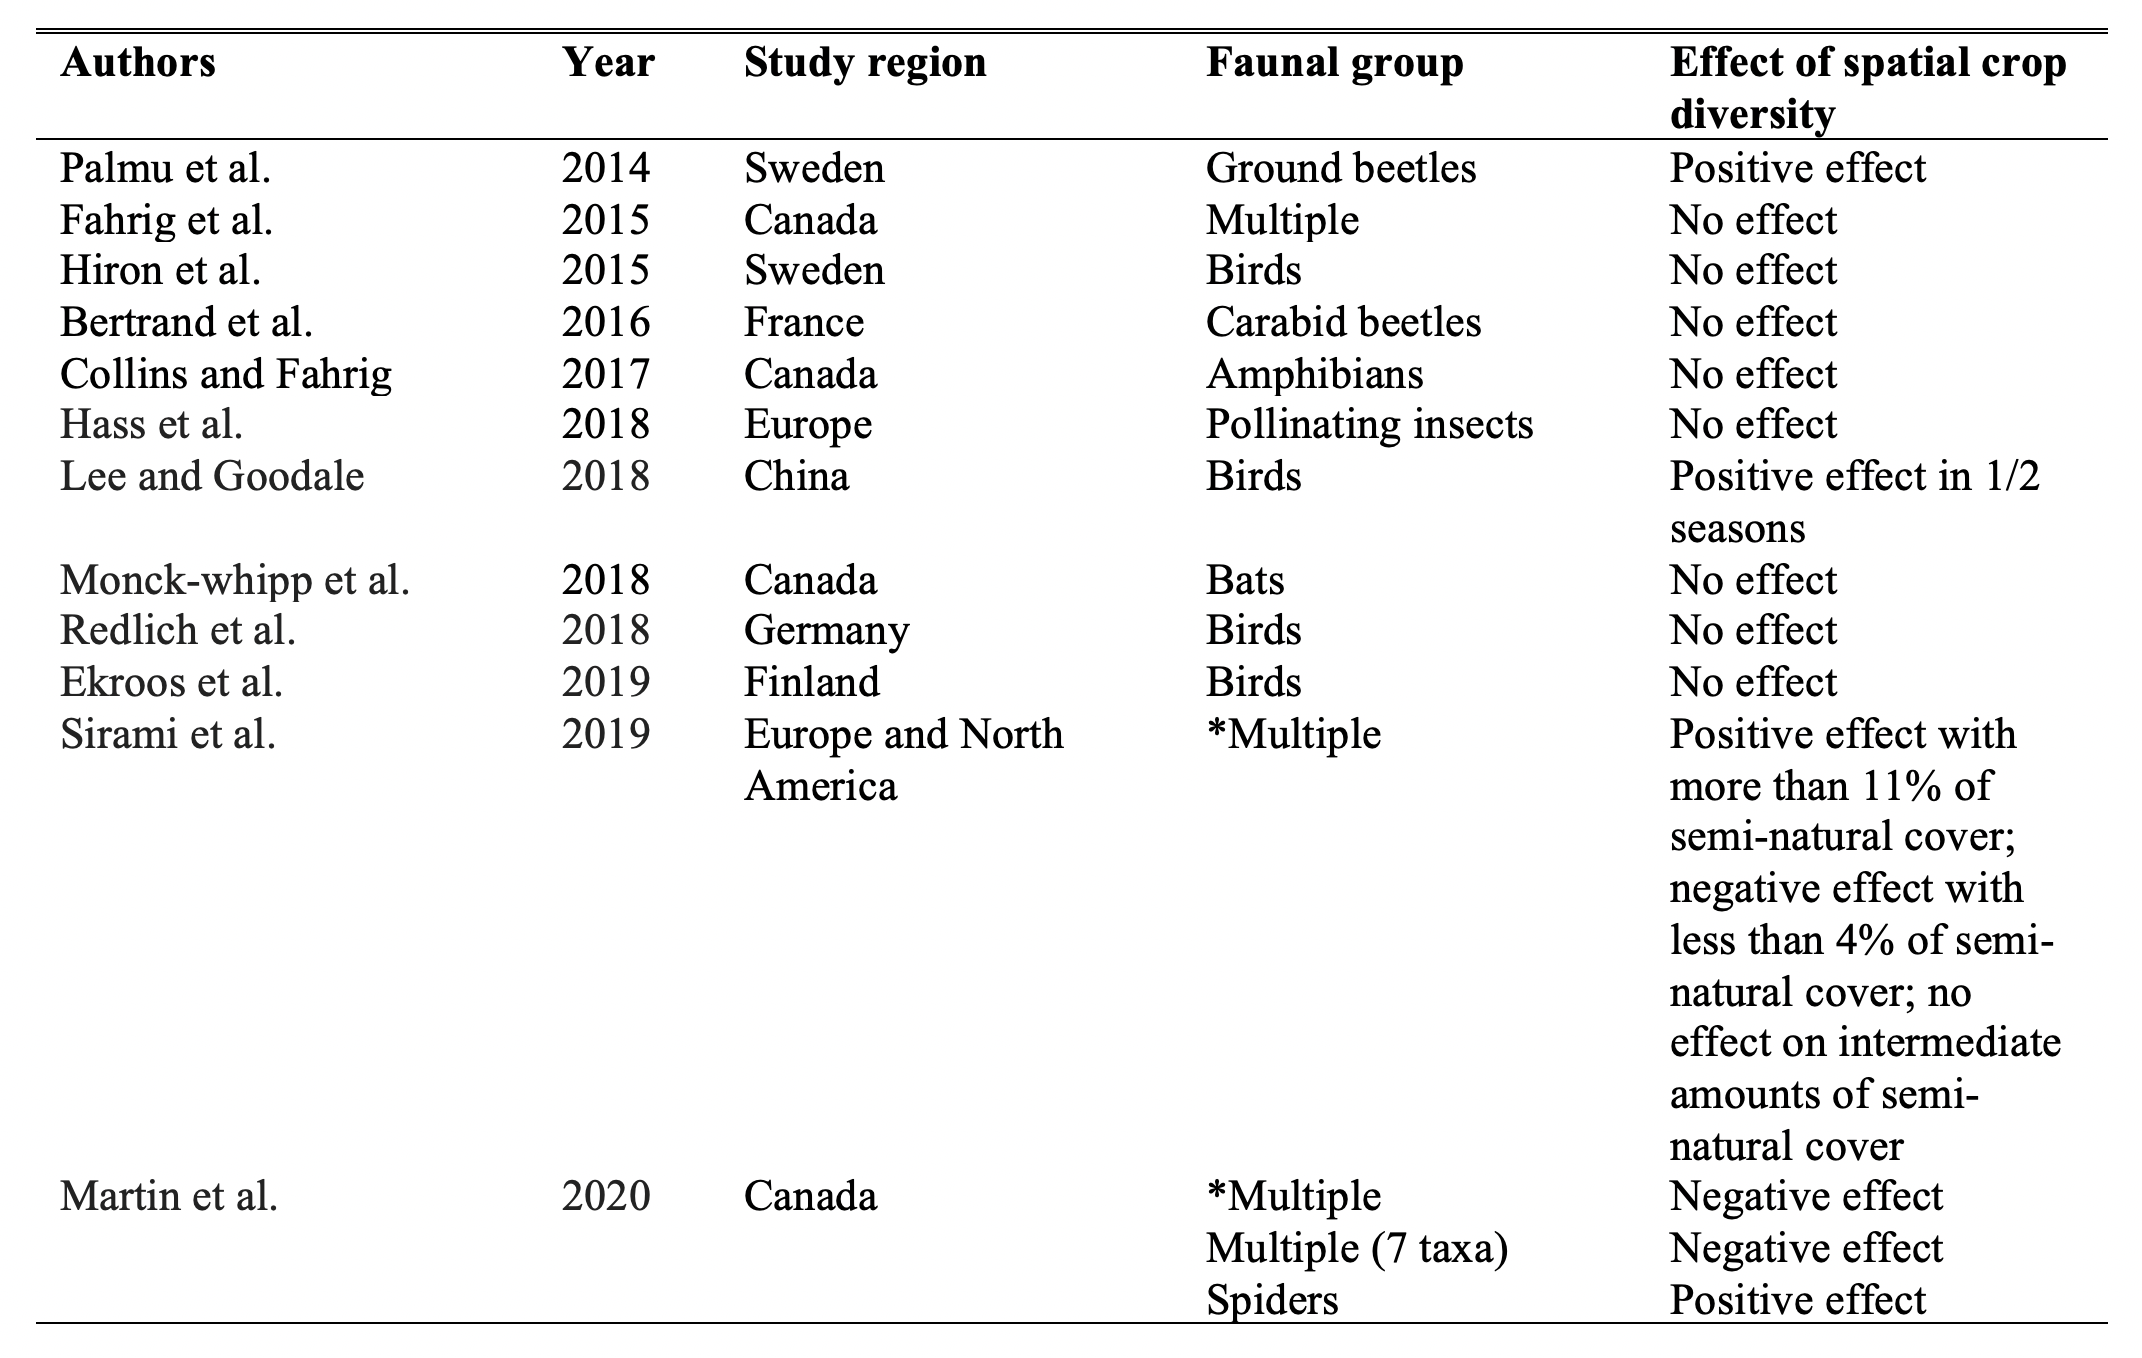 Authors Year Study region Faunal group Effect of spatial crop
diversity
Palmu et al. 2014 Sweden Ground beetles Positive effect
Fahrig et al. 2015 Canada Multiple No effect
Hiron et al. 2015 Sweden Birds No effect
Bertrand et al. 2016 France Carabid beetles No effect
Collins and Fahrig 2017 Canada Amphibians No effect
Hass et al. 2018 Europe Pollinating insects No effect
Lee and Goodale 2018 China Birds Positive effect in 1/2
seasons
Monck-whipp et al. 2018 Canada Bats No effect
Redlich et al. 2018 Germany Birds No effect
Ekroos et al. 2019 Finland Birds No effect
Sirami et al. 2019 Europe and North *Multiple Positive effect with
America more than 11% of
semi-natural cover;
negative effect with
less than 4% of semi-
natural cover; no
effect on intermediate
amounts of semi-
natural cover
Martin et al. 2020 Canada *Multiple Negative effect
Multiple (7 taxa) Negative effect
Spiders Positive effect